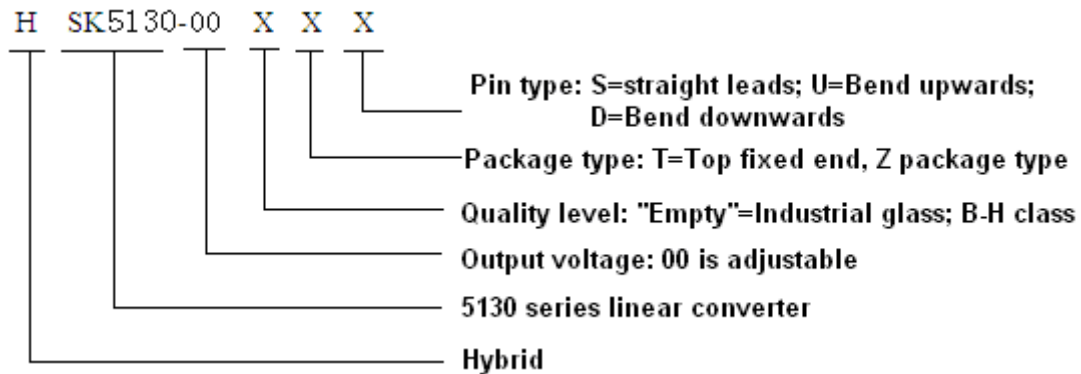 H SK5130-00 X X X
Pin type: S=straight leads; U=Bend upwards;
D=Bend downwards
Package type: T=Top fixed end, Z package type
Quality level: "Empty"=Industrial glass; B-H class
Output voltage: 00 is adjustable
5130 series linear converter
Hybrid